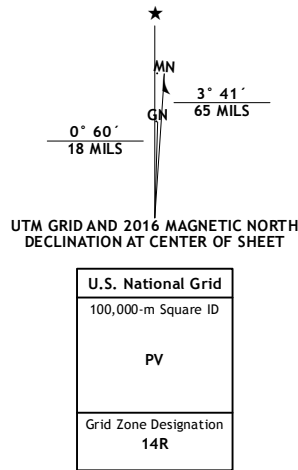 MN
3° 41´
65 MILS
GN
0° 60´
18 MILS
UTM GRID AND 2016 MAGNETIC NORTH
DECLINATION AT CENTER OF SHEET
U.S. National Grid
100,000-m Square ID
PV
Grid Zone Designation
14R